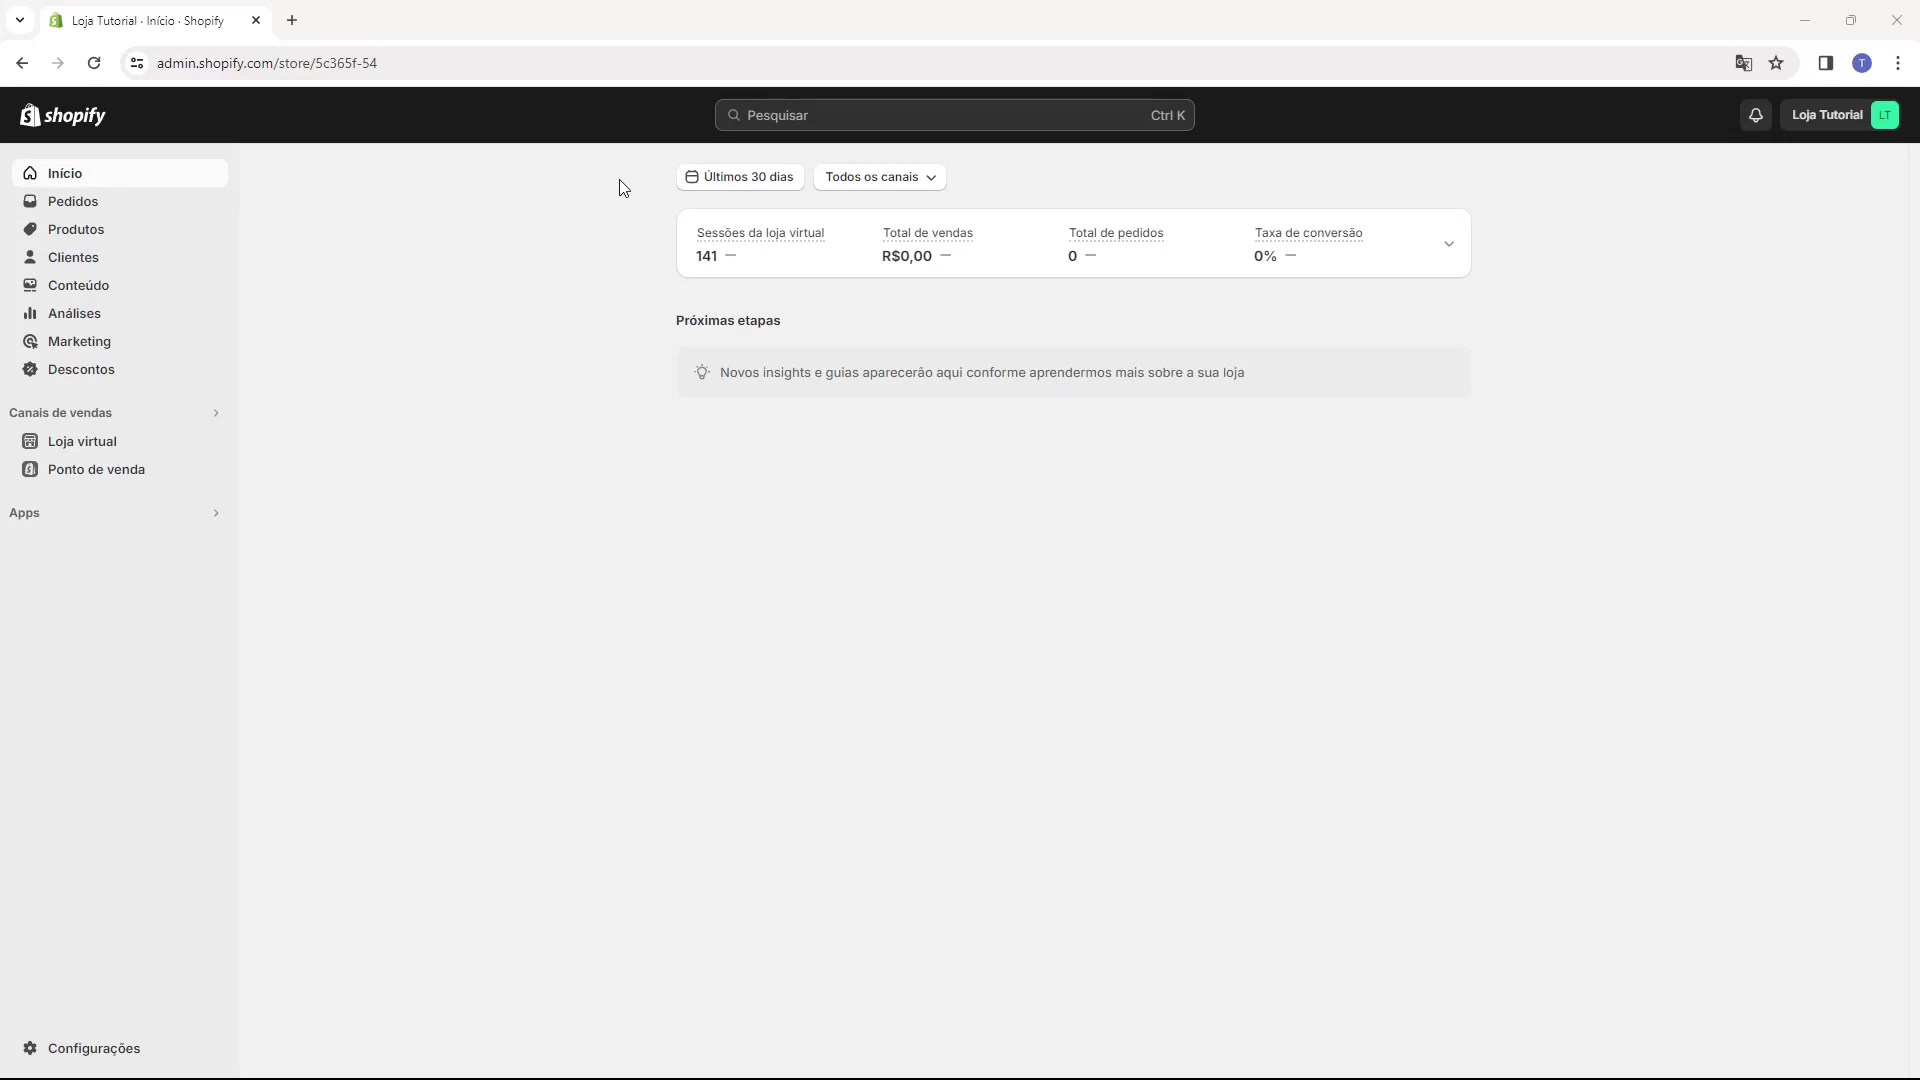 Loja Tutorial · Início · Shopify
admin.shopify.com/store/5c365f-54
T
shopify
Pesquisar
Ctrl K
Loja Tutorial
LT
Início
Pedidos
Produtos
Clientes
Conteúdo
Análises
Marketing
Descontos
Canais de vendas
Loja virtual
Ponto de venda
Apps
Configurações
Últimos 30 dias
Todos os canais
Sessões da loja virtual
141 —
Total de vendas
R$0,00 —
Total de pedidos
0 —
Taxa de conversão
0% —
Próximas etapas
Novos insights e guias aparecerão aqui conforme aprendermos mais sobre a sua loja